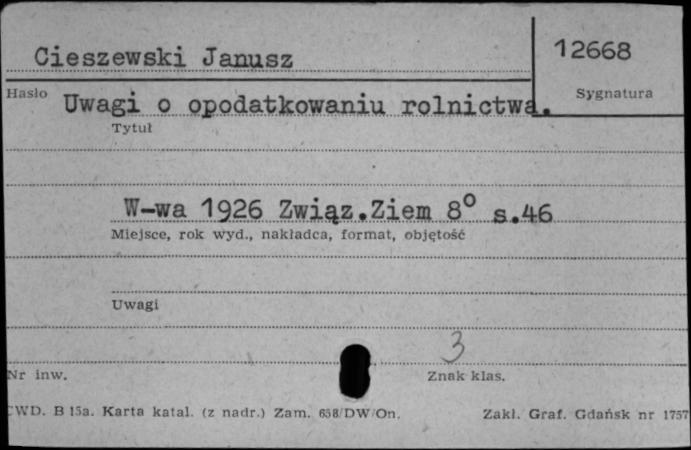 Cieszewski Janusz
12668
Hasło
Sygnatura
Uwagi o opodatkowaniu rolnictwa.
Tytuł
W-wa 1926 Związ.Ziem 8° s.46
Miejsce, rok wyd., nakładca, format, objętość
Uwagi
3
Nr inw.
Znak klas.
CWD. B 15a. Karta katal. (z nadr.) Zam. 658/DW/On.
Zakł. Graf. Gdańsk nr 1757